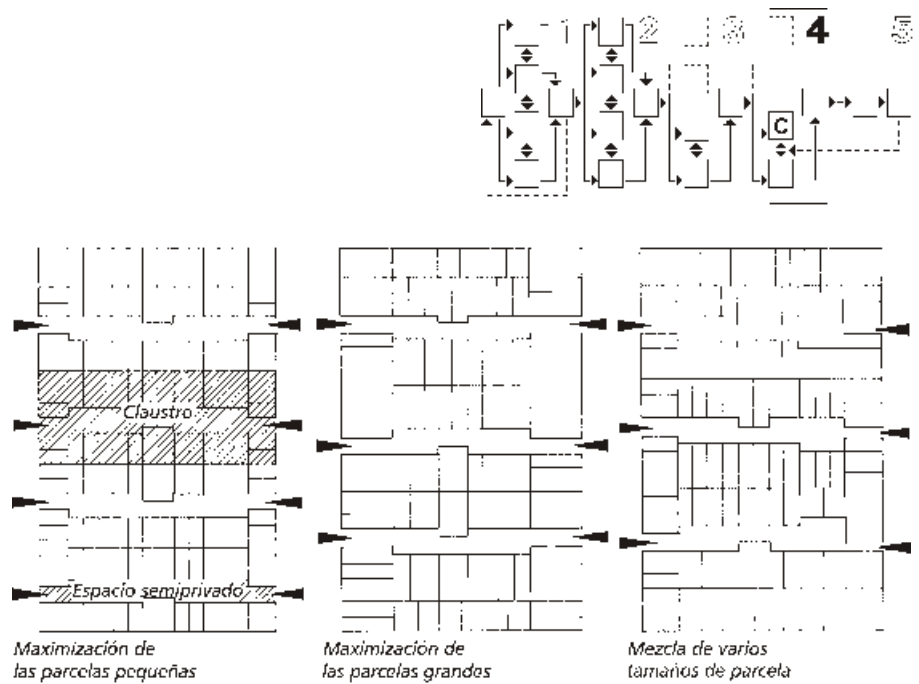 1 2 3 4 5
C
Claustro
Espacio semiprivado
Maximización de
las parcelas pequeñas
Maximización de
las parcelas grandes
Mezcla de varios
tamaños de parcela